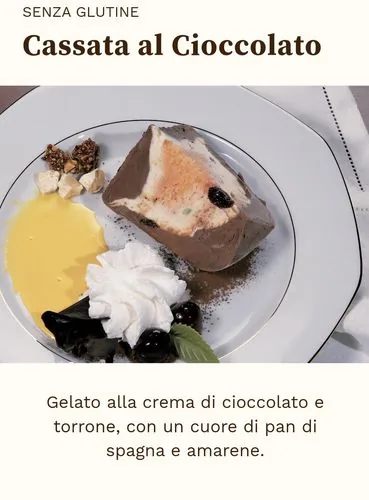 SENZA GLUTINE
Cassata al Cioccolato
Gelato alla crema di cioccolato e
torrone, con un cuore di pan di
spagna e amarene.